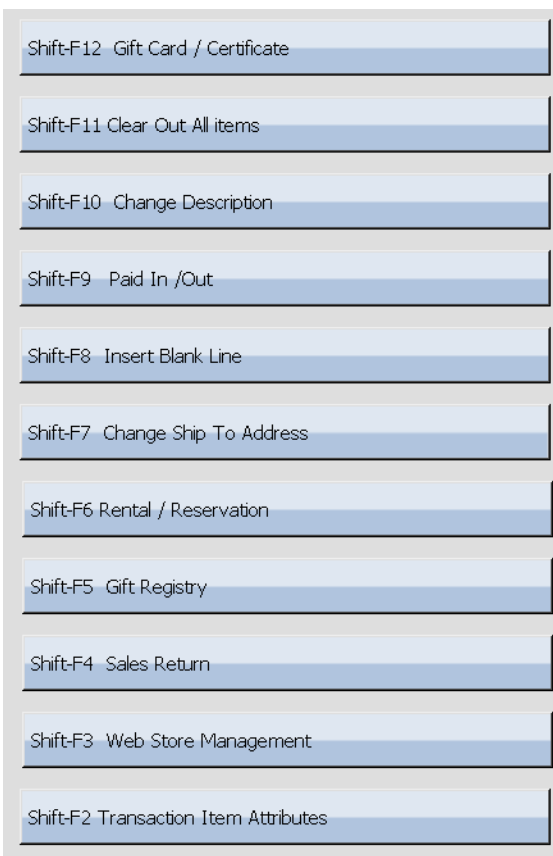 Shift-F12  Gift Card / Certificate
Shift-F11 Clear Out All items
Shift-F10  Change Description
Shift-F9   Paid In /Out
Shift-F8  Insert Blank Line
Shift-F7  Change Ship To Address
Shift-F6 Rental / Reservation
Shift-F5  Gift Registry
Shift-F4  Sales Return
Shift-F3  Web Store Management
Shift-F2 Transaction Item Attributes